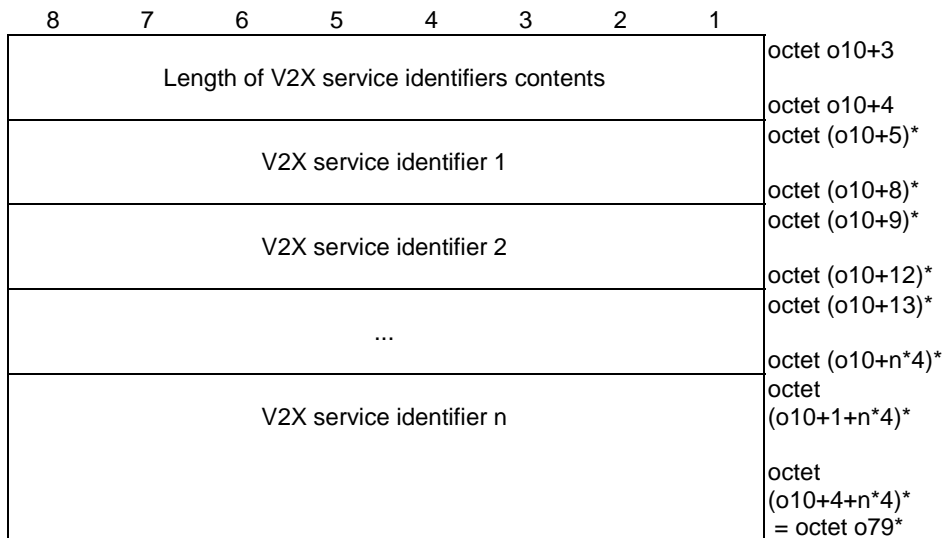 8 7 6 5 4 3 2 1
Length of V2X service identifiers contents
octet o10+3
octet o10+4
V2X service identifier 1
octet (o10+5)*
octet (o10+8)*
V2X service identifier 2
octet (o10+9)*
octet (o10+12)*
...
octet (o10+13)*
octet (o10+n*4)*
V2X service identifier n
octet
(o10+1+n*4)*
octet
(o10+4+n*4)*
= octet o79*